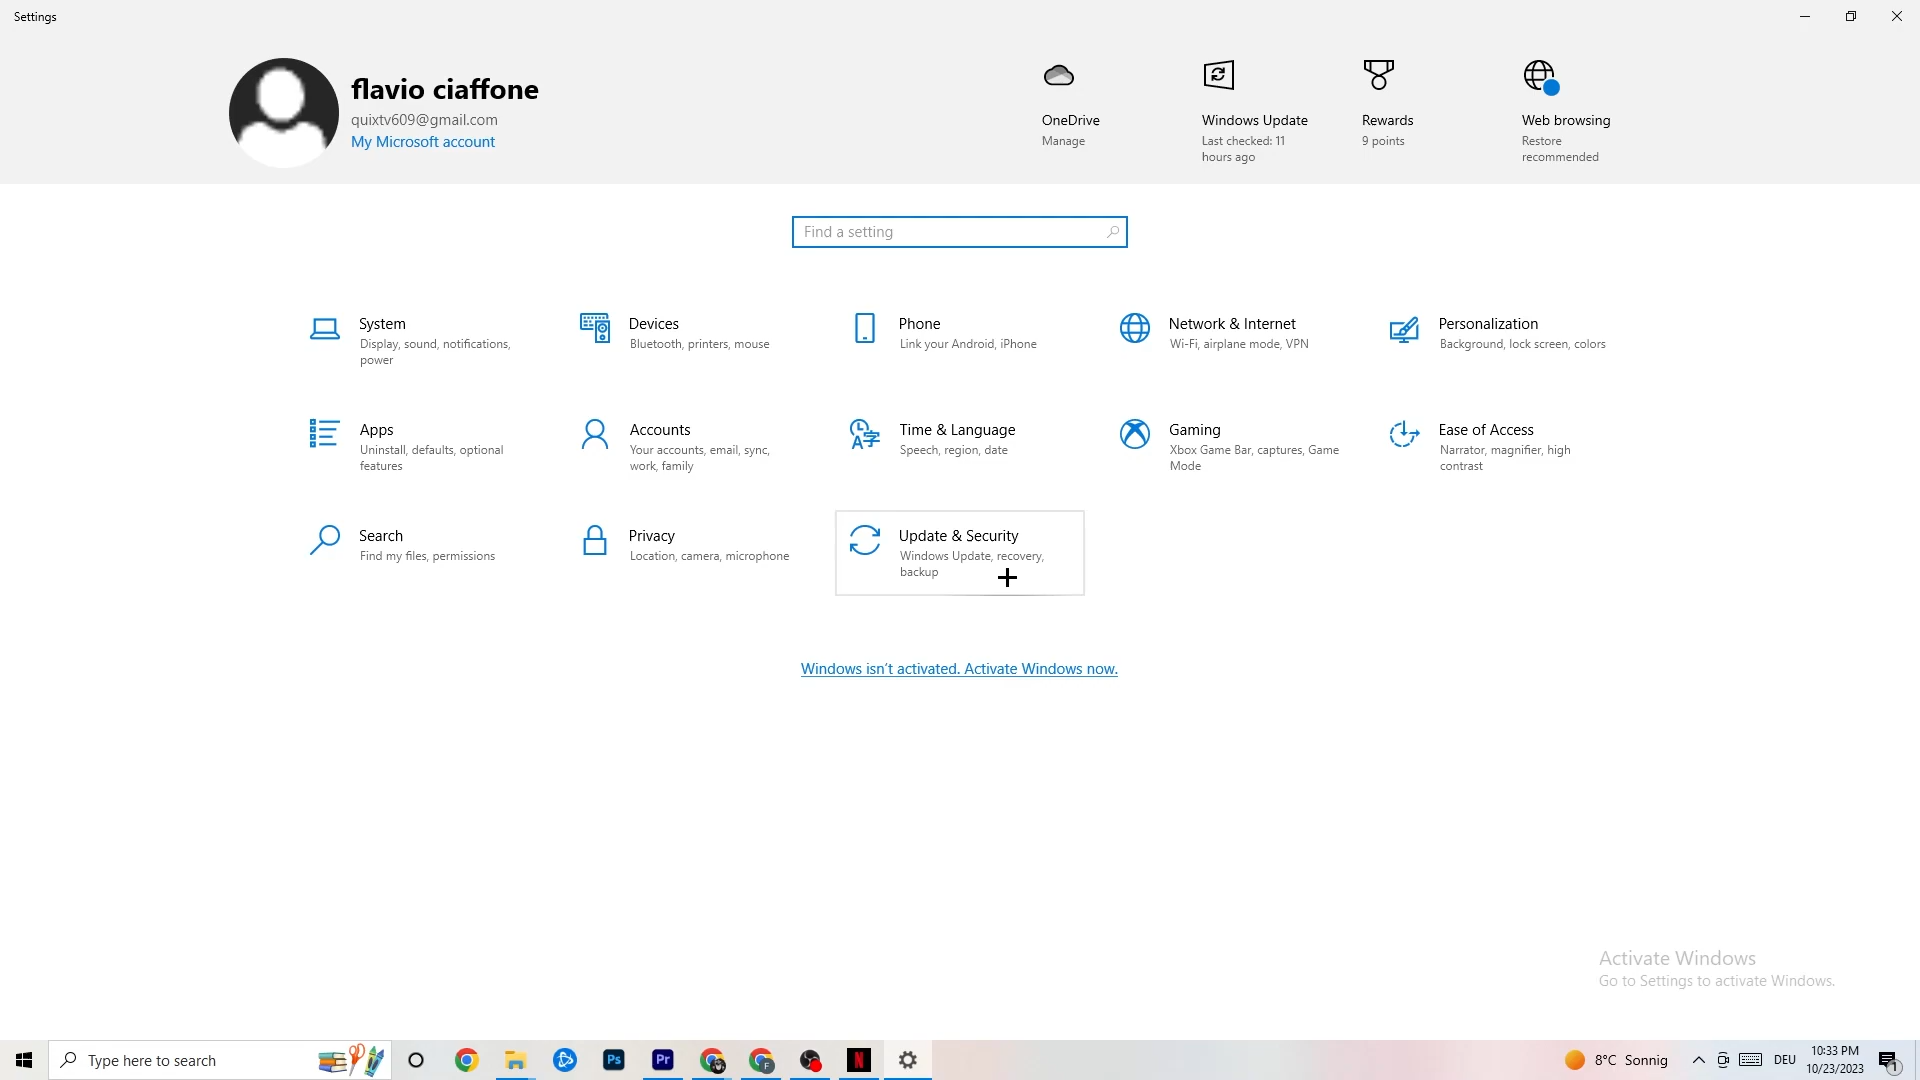 Settings
flavio ciaffone
quixtv609@gmail.com
My Microsoft account
OneDrive
Manage
Windows Update
Last checked: 11
hours ago
Rewards
9 points
Web browsing
Restore
recommended
Find a setting
System
Display, sound, notifications,
power
Devices
Bluetooth, printers, mouse
Phone
Link your Android, iPhone
Network & Internet
Wi-Fi, airplane mode, VPN
Personalization
Background, lock screen, colors
Apps
Uninstall, defaults, optional
features
Accounts
Your accounts, email, sync,
work, family
Time & Language
Speech, region, date
Gaming
Xbox Game Bar, captures, Game
Mode
Ease of Access
Narrator, magnifier, high
contrast
Search
Find my files, permissions
Privacy
Location, camera, microphone
Update & Security
Windows Update, recovery,
backup
Windows isn't activated. Activate Windows now.
Activate Windows
Go to Settings to activate Windows.
Type here to search
Ps
Pr
F
N
8°C Sonnig
DEU
10:33 PM
10/23/2023
1